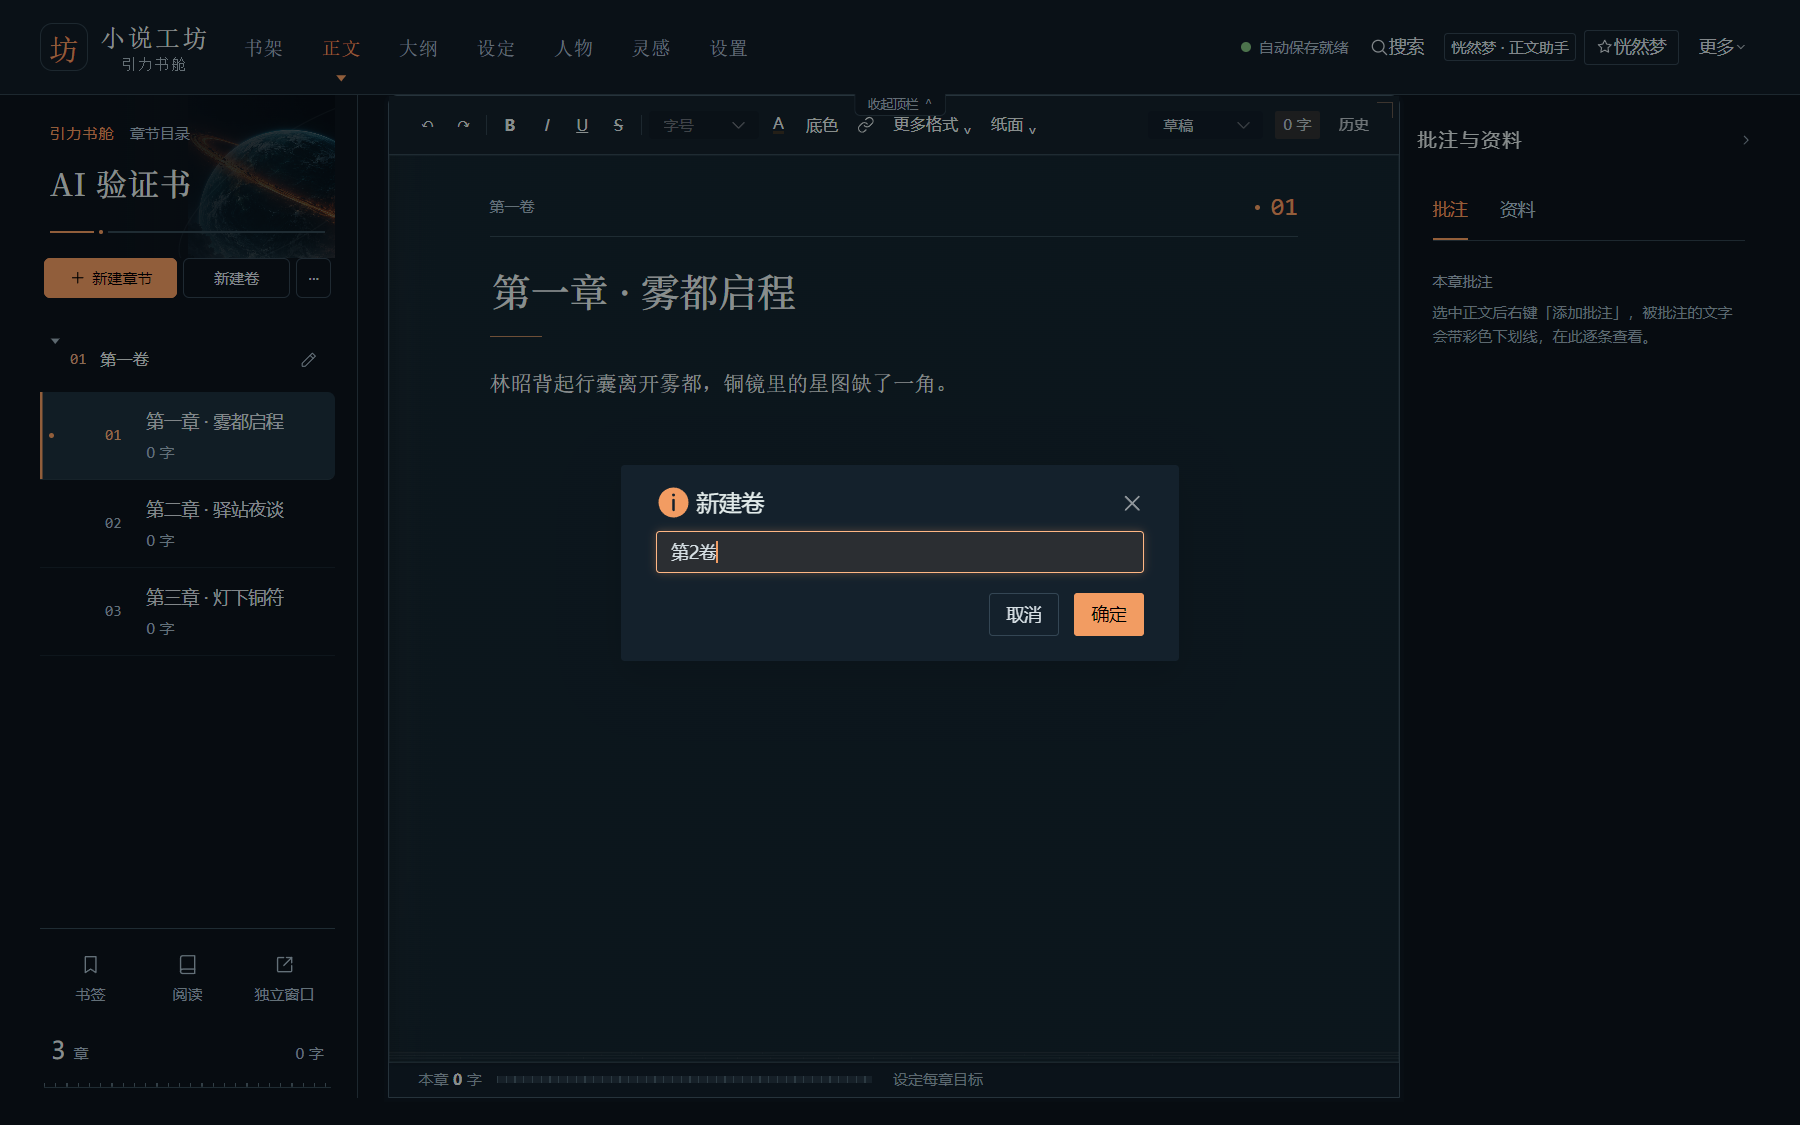 坊
小说工坊
引力书舱
书架
正文
大纲
设定
人物
灵感
设置
自动保存就绪
搜索
恍然梦 · 正文助手
恍然梦
更多
引力书舱 章节目录
AI 验证书
新建章节
新建卷
...
01 第一卷
01 第一章 · 雾都启程
0 字
02 第二章 · 驿站夜谈
0 字
03 第三章 · 灯下铜符
0 字
书签
阅读
独立窗口
3 章
0 字
收起顶栏 ^
B I U S
字号
A
底色
更多格式
纸面
草稿
0 字
历史
第一卷
01
第一章 · 雾都启程
林昭背起行囊离开雾都，铜镜里的星图缺了一角。
新建卷
第2卷
取消
确定
本章 0 字
设定每章目标
批注与资料
批注
资料
本章批注
选中正文后右键「添加批注」，被批注的文字
会带彩色下划线，在此逐条查看。